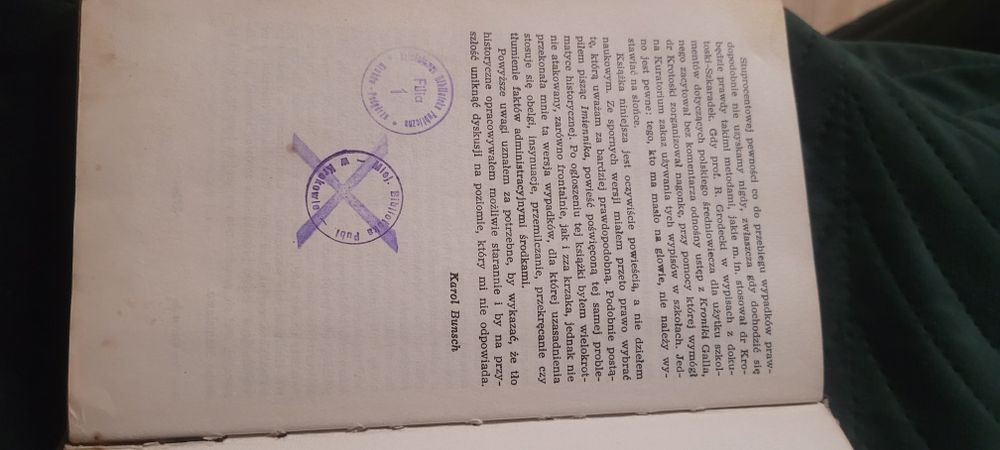 Stuprocentowej pewności co do przebiegu wypadków praw-
dopodobnie nie uzyskamy nigdy, zwłaszcza gdy dochodzić się
będzie prawdy takimi metodami, jakie m. in. stosował dr Kro-
toski-Szkaradek. Gdy prof. R. Grodecki w wypisach z doku-
mentów dotyczących polskiego średniowiecza dla użytku szkol-
nego zacytował bez komentarza odnośny ustęp z Kroniki Galla,
dr Krotoski zorganizował nagonkę, przy pomocy której wymógł
na Kuratorium zakaz używania tych wypisów w szkołach. Jed-
no jest pewne: tego, kto ma masło na głowie, nie należy wy-
stawiać na słońce.
Książka niniejsza jest oczywiście powieścią, a nie dziełem
naukowym. Ze spornych wersji miałem przeto prawo wybrać
tę, którą uważam za bardziej prawdopodobną. Podobnie postą-
piłem pisząc Imiennika, powieść poświęconą tej samej proble-
matyce historycznej. Po ogłoszeniu tej książki byłem wielokrot-
nie atakowany, zarówno frontalnie, jak i zza krzaka, jednak nie
przekonała mnie ta wersja wypadków, dla której uzasadnienia
stosuje się obelgi, insynuacje, przemilczanie, przekręcanie czy
tłumienie faktów administracyjnymi środkami.
Powyższe uwagi uznałem za potrzebne, by wykazać, że tło
historyczne opracowywałem możliwie starannie i by na przy-
szłość uniknąć dyskusji na poziomie, który mi nie odpowiada.
Karol Bunsch
Filia
1
Publiczna
Woj. Biblioteka Publ.
w Krakowie